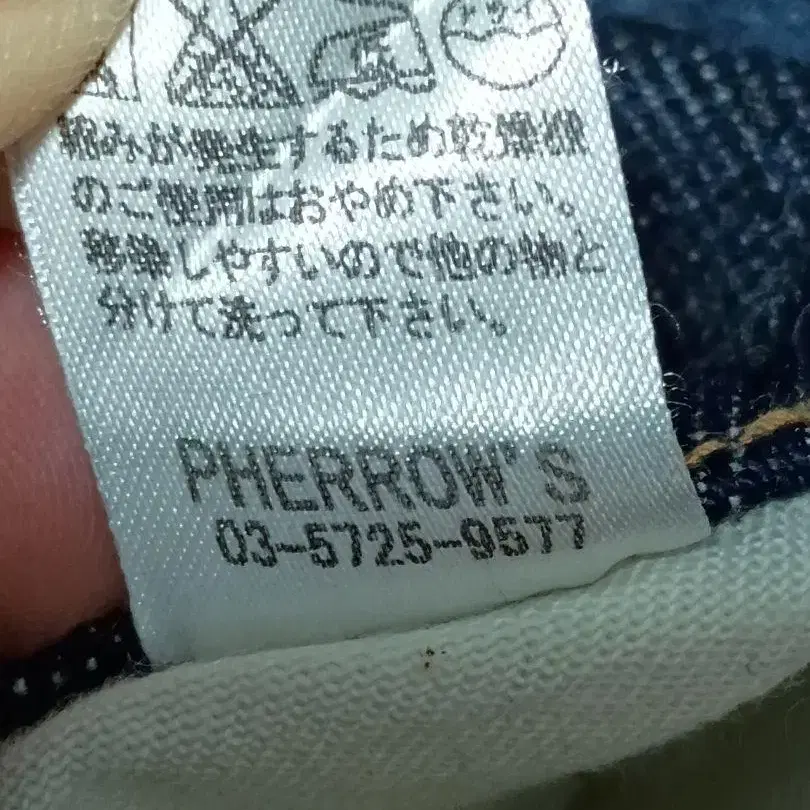 縮みが発生するため乾燥機
のご使用はおやめ下さい。
移染しやすいので他の物と
分けて洗って下さい。
PHERROW'S
03-5725-9577